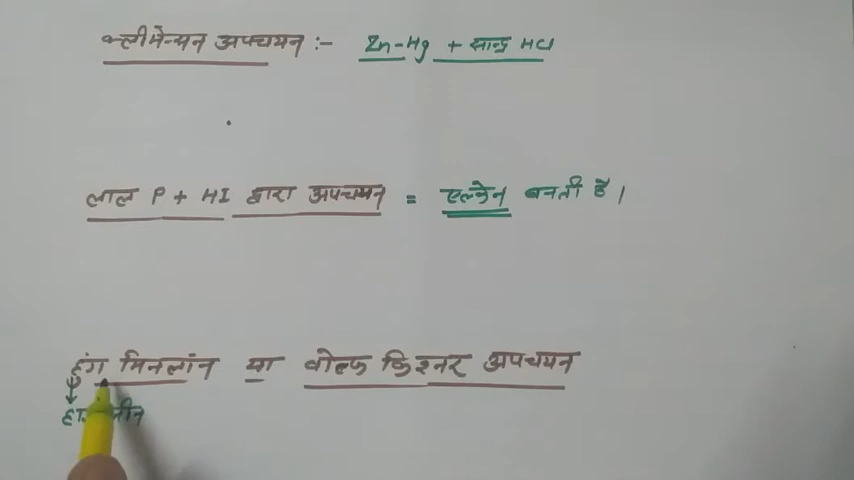 क्लीमेन्सन अपचयन :- Zn-Hg + सान्द्र HCl
लाल P + HI द्वारा अपचयन = एल्केन बनती है।
हुंग मिनलोन या वोल्फ किश्नर अपचयन